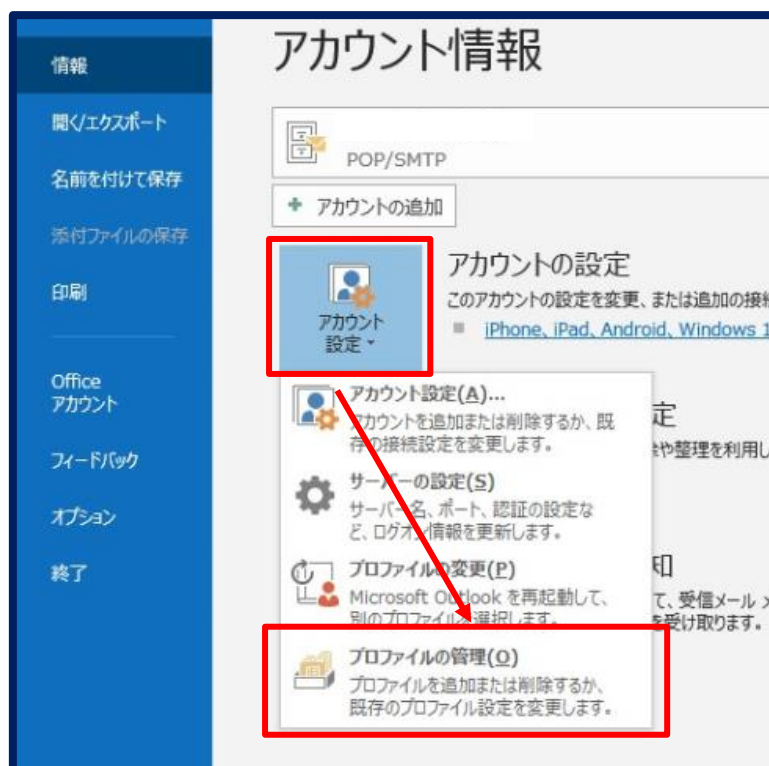 情報
開く/エクスポート
名前を付けて保存
添付ファイルの保存
印刷
Office
アカウント
フィードバック
オプション
終了
アカウント情報
POP/SMTP
+ アカウントの追加
アカウント
設定
アカウントの設定
このアカウントの設定を変更、または追加の接続
iPhone、iPad、Android、Windows 1
アカウント設定(A)...
アカウントを追加または削除するか、既
存の接続設定を変更します。
サーバーの設定(S)
サーバー名、ポート、認証の設定な
ど、ログオン情報を更新します。
プロファイルの変更(P)
Microsoft Outlook を再起動して、
別のプロファイルを選択します。
プロファイルの管理(O)
プロファイルを追加または削除するか、
既存のプロファイル設定を変更します。
定
や整理を利用し
知
て、受信メール メ
を受け取ります。